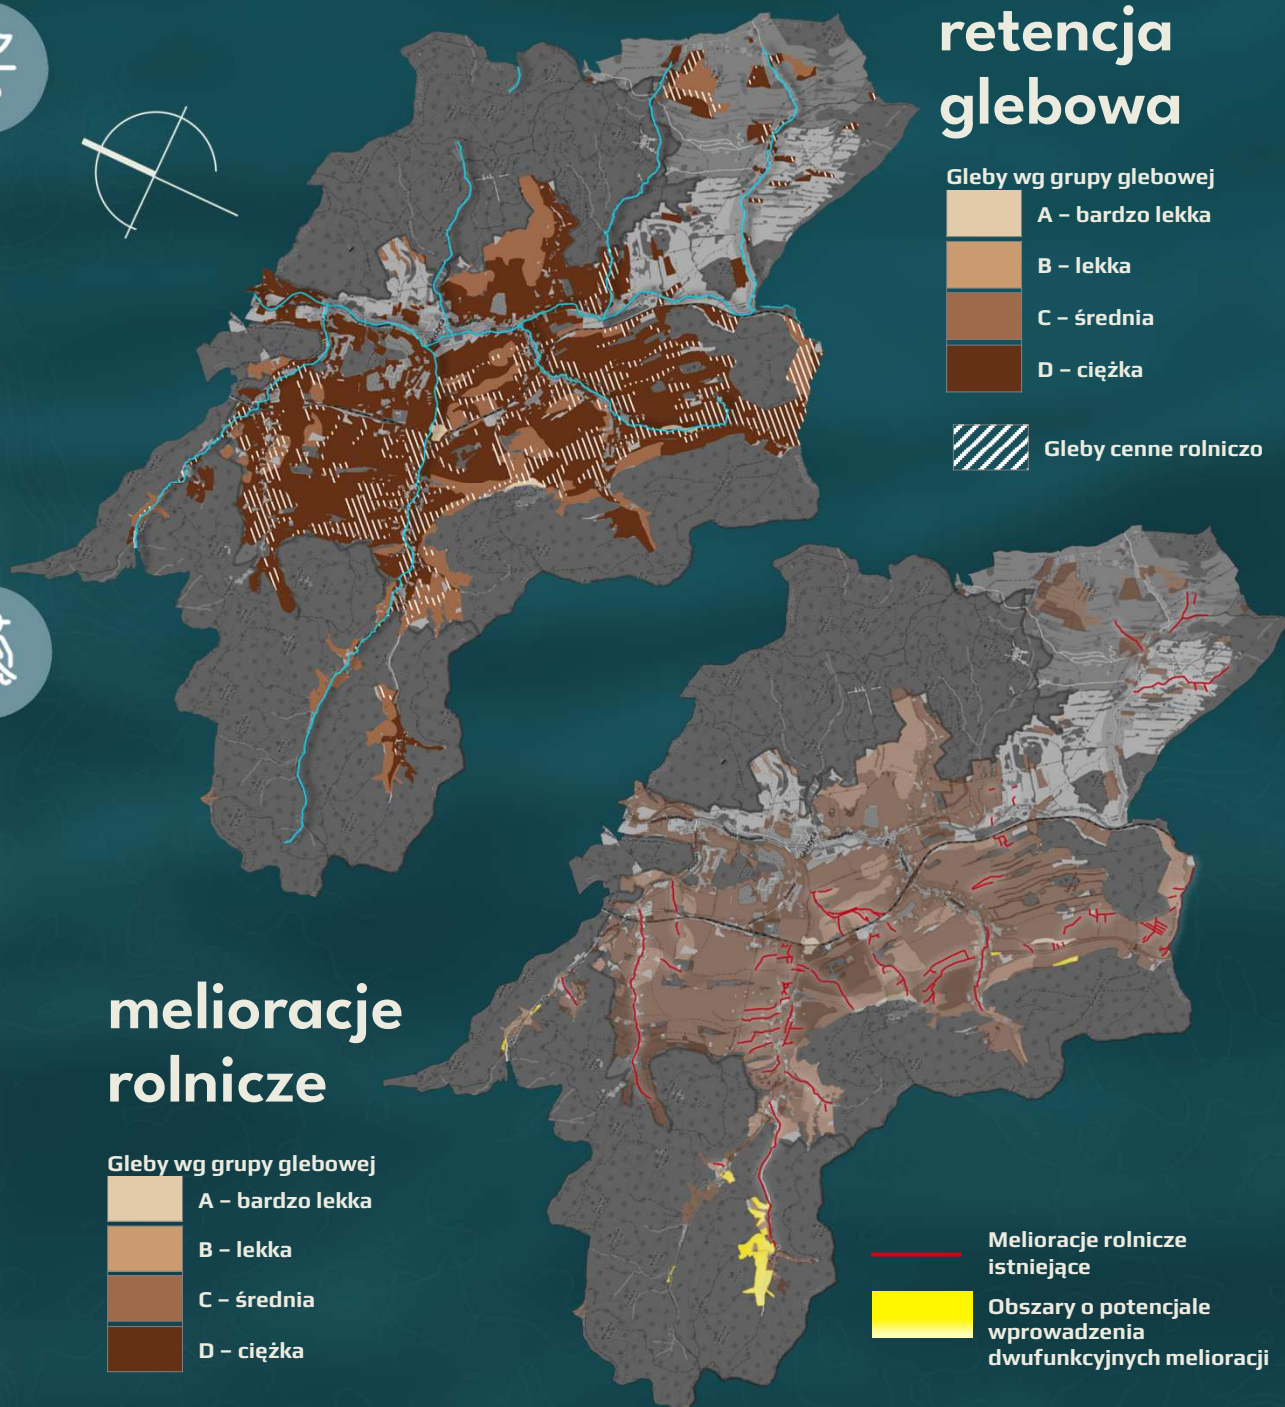 retencja
glebowa
Gleby wg grupy glebowej
A – bardzo lekka
B – lekka
C – średnia
D – ciężka
Gleby cenne rolniczo
melioracje
rolnicze
Gleby wg grupy glebowej
A – bardzo lekka
B – lekka
C – średnia
D – ciężka
Melioracje rolnicze
istniejące
Obszary o potencjale
wprowadzenia
dwufunkcyjnych melioracji